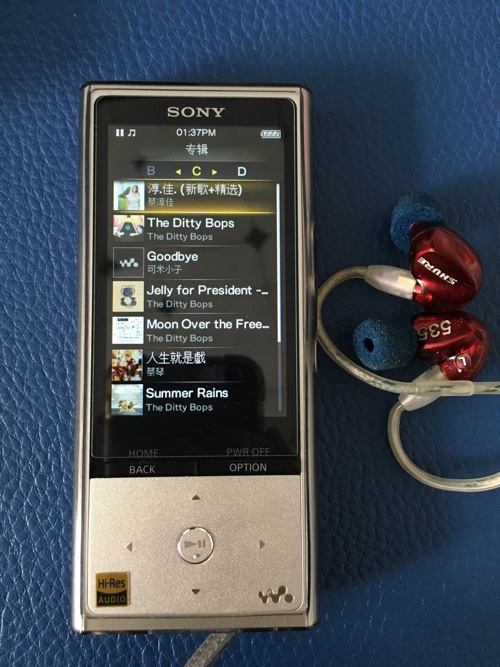 SONY
01:37PM
专辑
B C D
淳.佳. (新歌+精选)
蔡淳佳
The Ditty Bops
The Ditty Bops
Goodbye
可米小子
Jelly for President -...
The Ditty Bops
Moon Over the Free...
The Ditty Bops
人生就是戲
蔡琴
Summer Rains
The Ditty Bops
HOME PWR OFF
BACK OPTION
Hi-Res
AUDIO
SHURE
535
L